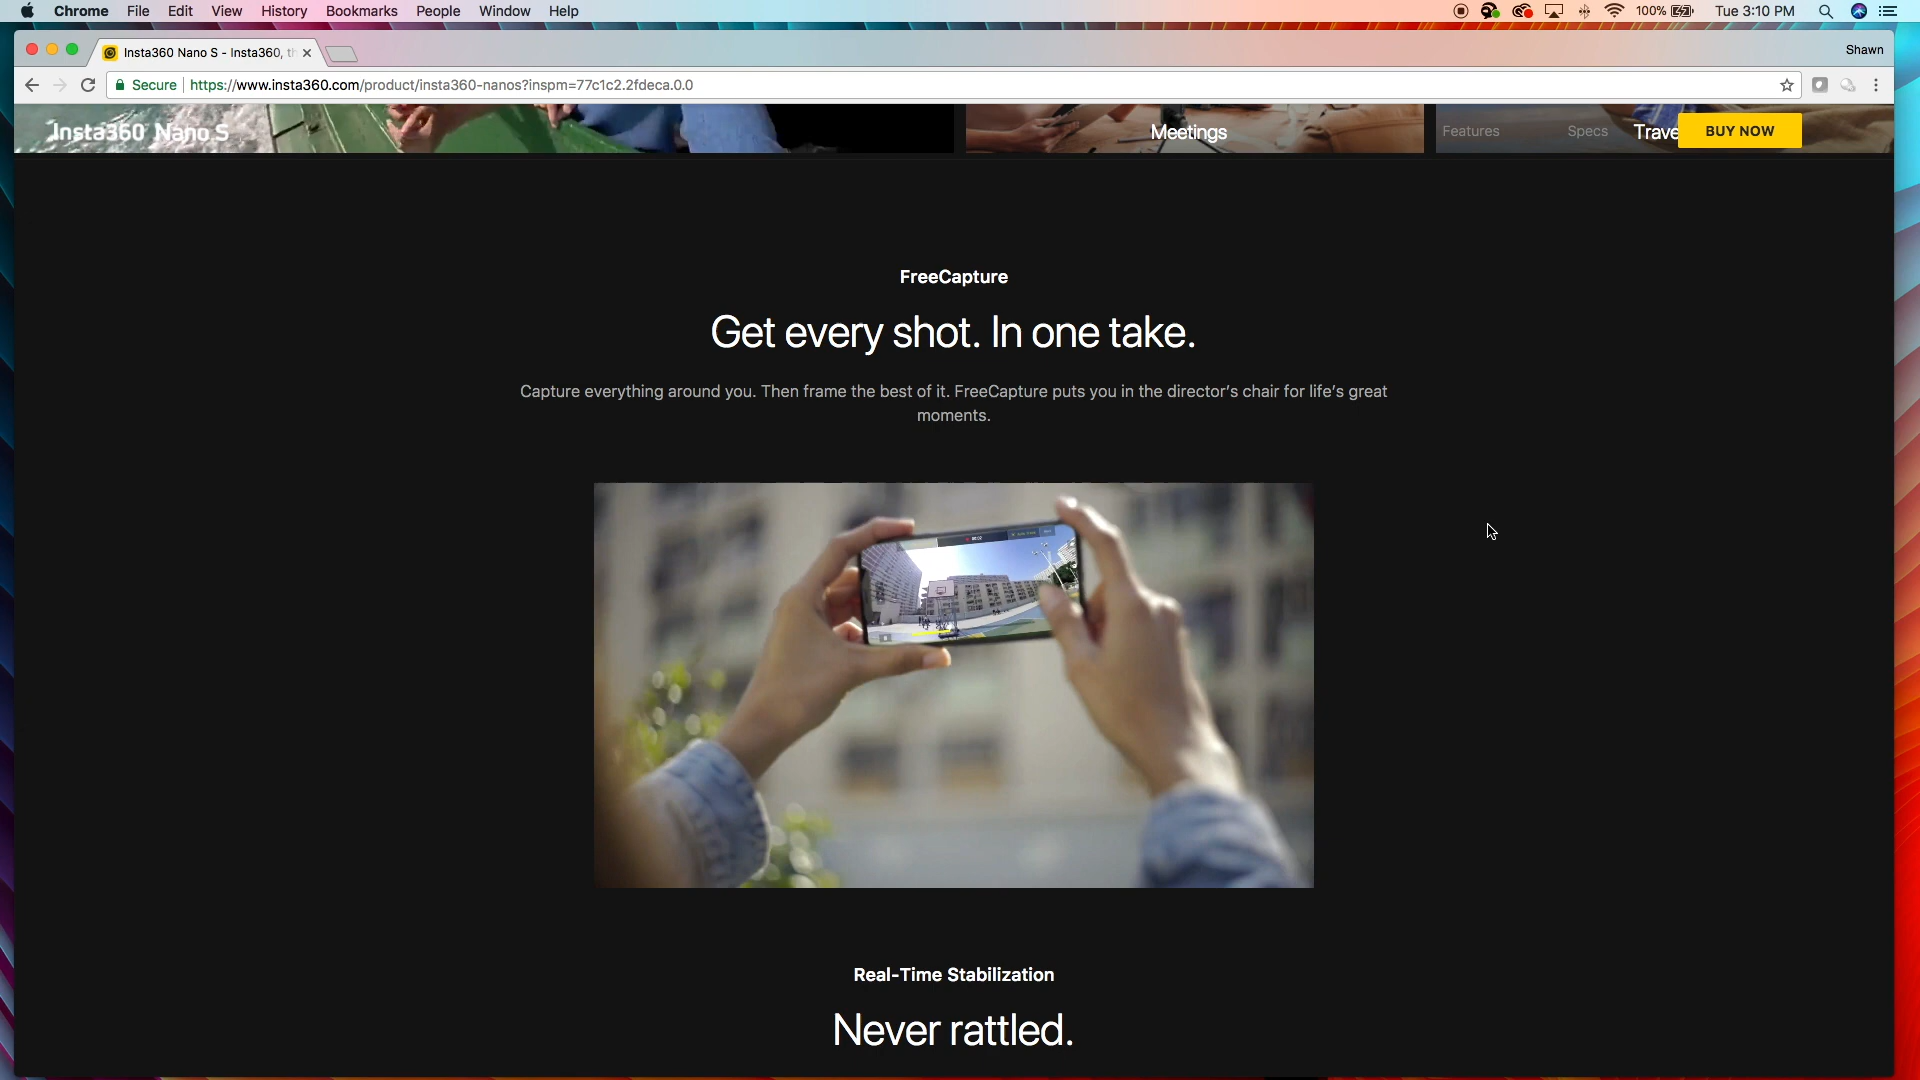 Chrome File Edit View History Bookmarks People Window Help 100% Tue 3:10 PM
Insta360 Nano S - Insta360, th Shawn
Secure https://www.insta360.com/product/insta360-nanos?inspm=77c1c2.2fdeca.0.0
Insta360 Nano S Meetings Features Specs Trave BUY NOW
FreeCapture
Get every shot. In one take.
Capture everything around you. Then frame the best of it. FreeCapture puts you in the director’s chair for life’s great
moments.
Real-Time Stabilization
Never rattled.